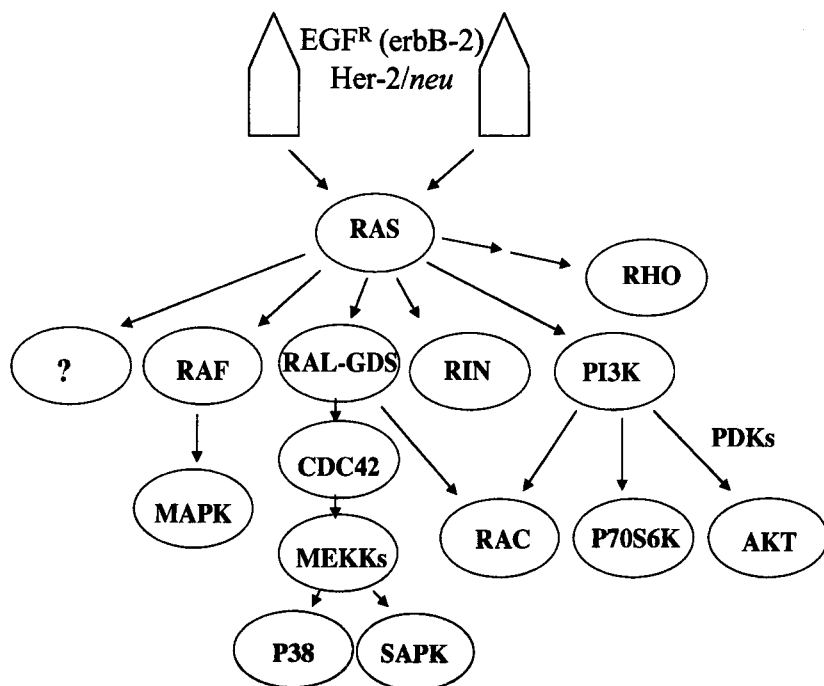 EGFᴿ (erbB-2)
Her-2/neu
RAS
RHO
?
RAF
RAL-GDS
RIN
PI3K
PDKs
CDC42
MAPK
RAC
P70S6K
AKT
MEKKs
P38
SAPK